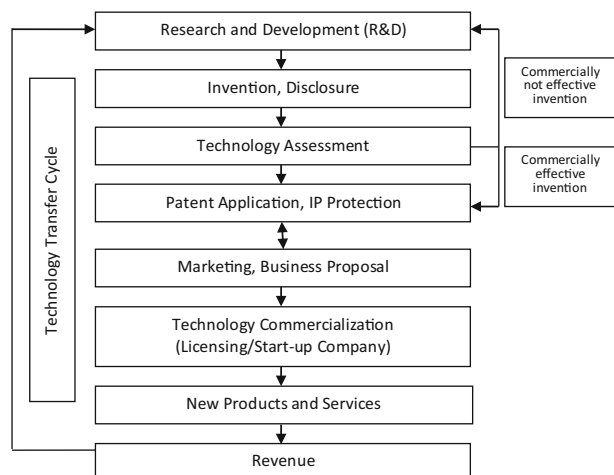 Research and Development (R&D)
Commercially
not effective
invention
Invention, Disclosure
Technology Assessment
Commercially
effective
invention
Patent Application, IP Protection
Technology Transfer Cycle
Marketing, Business Proposal
Technology Commercialization
(Licensing/Start-up Company)
New Products and Services
Revenue